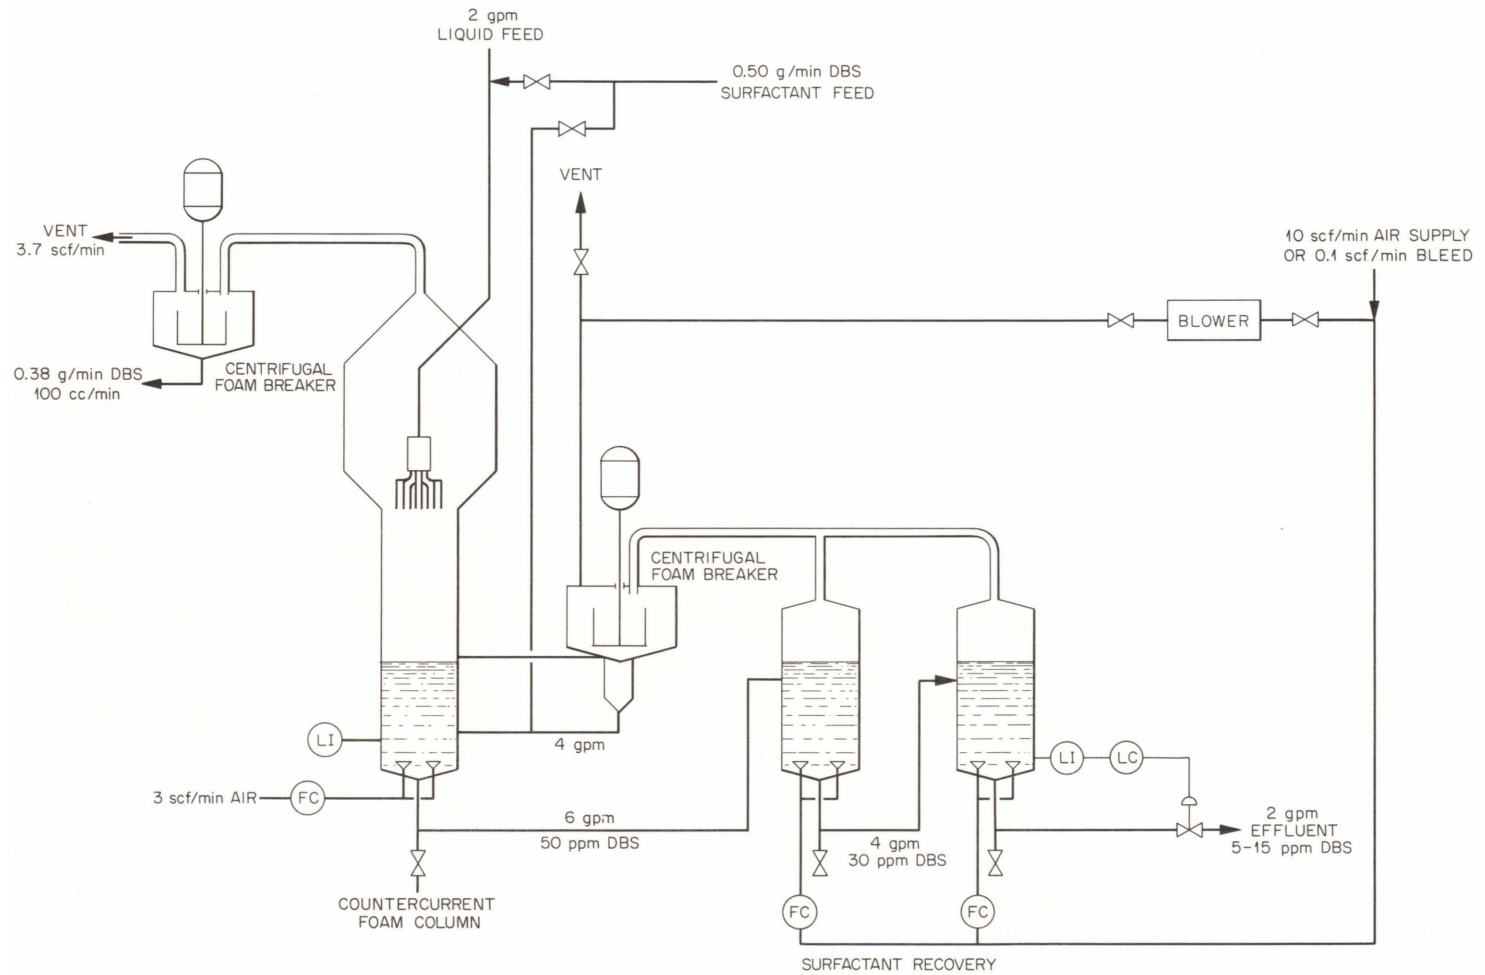 2 gpm
LIQUID FEED
0.50 g/min DBS
SURFACTANT FEED
VENT
VENT
3.7 scf/min
10 scf/min AIR SUPPLY
OR 0.1 scf/min BLEED
BLOWER
CENTRIFUGAL
FOAM BREAKER
0.38 g/min DBS
100 cc/min
CENTRIFUGAL
FOAM BREAKER
LI
4 gpm
LI
LC
3 scf/min AIR
FC
6 gpm
50 ppm DBS
4 gpm
30 ppm DBS
2 gpm
EFFLUENT
5-15 ppm DBS
COUNTERCURRENT
FOAM COLUMN
FC
FC
SURFACTANT RECOVERY